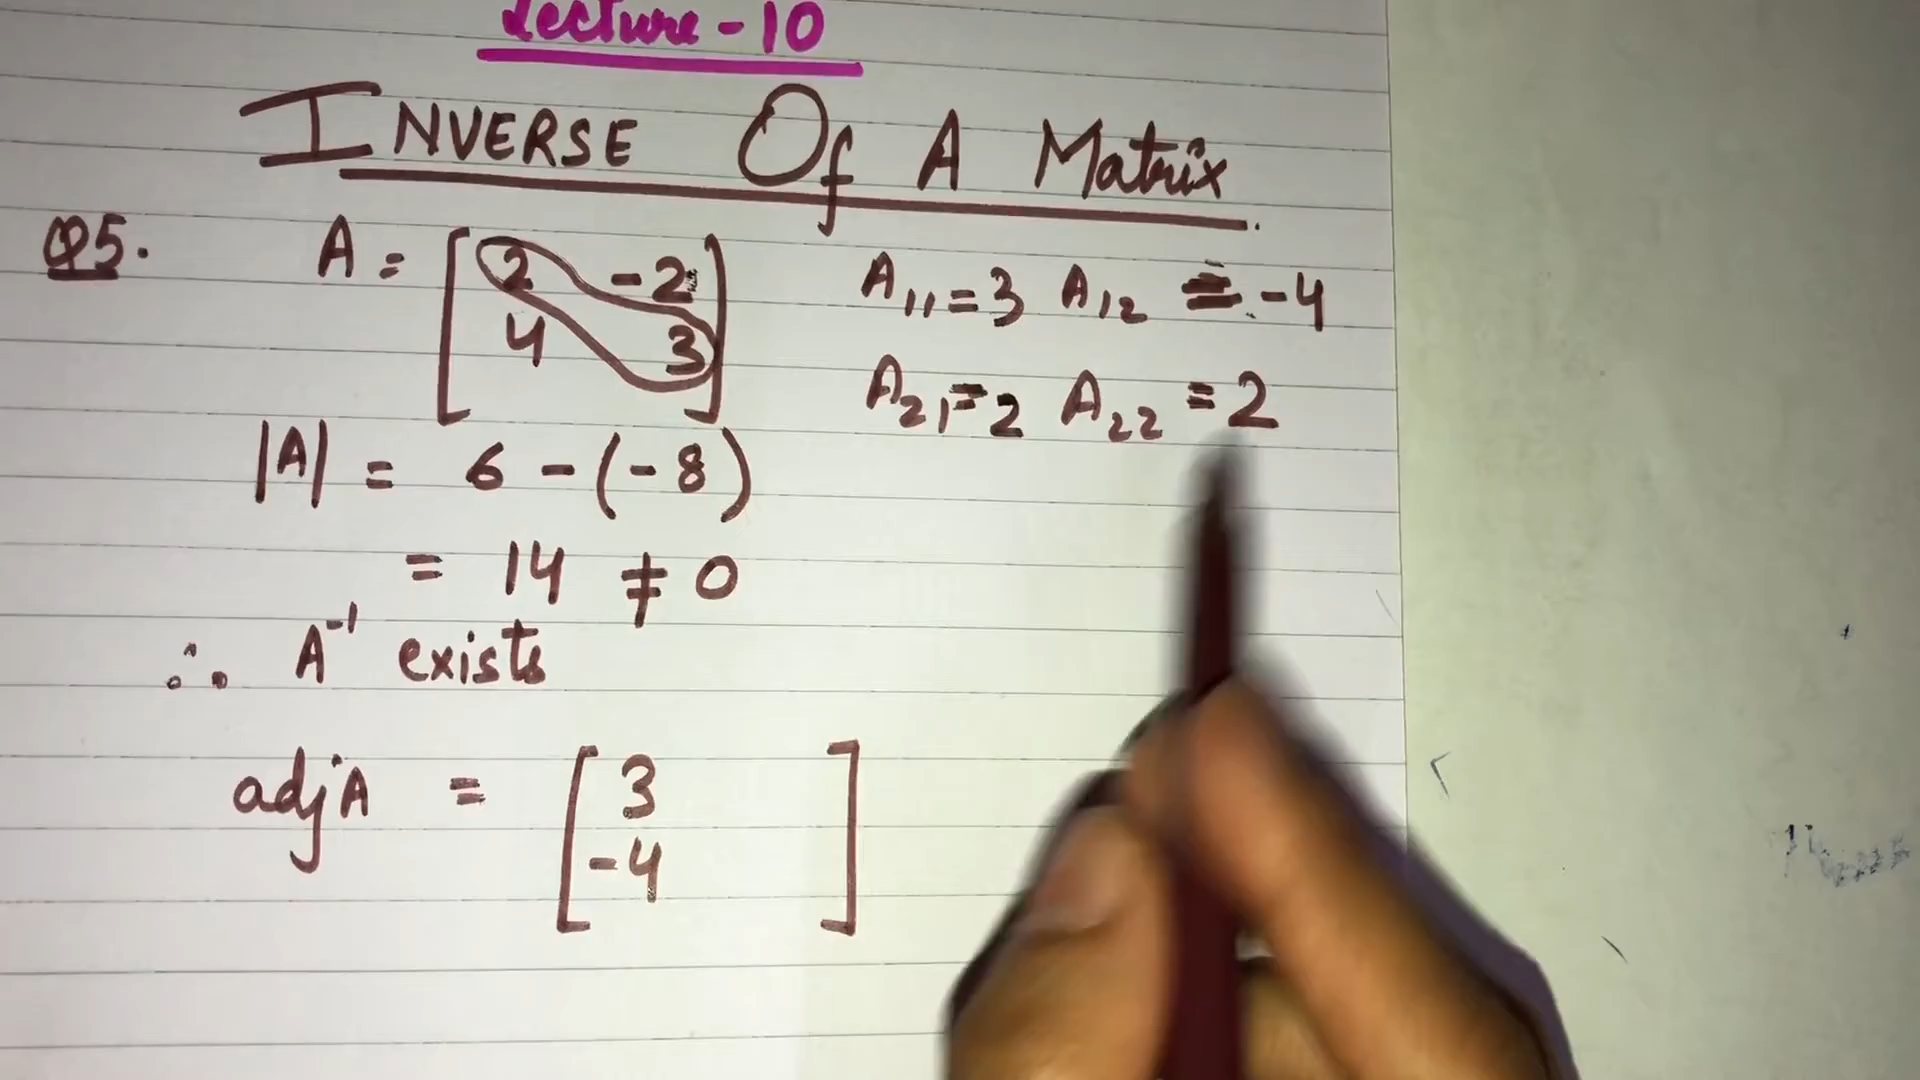 Lecture - 10
INVERSE Of A Matrix.
Q5. A = [ 2 -2
4 3 ]
A11 = 3 A12 = -4
A21 = 2 A22 = 2
|A| = 6 - (-8)
= 14 ≠ 0
∴ A⁻¹ exists
adj A = [ 3
-4 ]